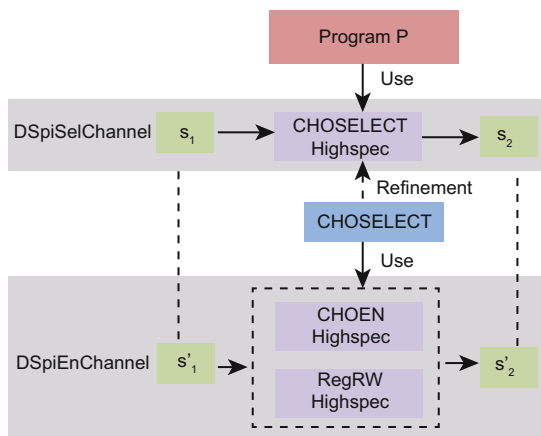 Program P
Use
DSpiSelChannel
s1
CHOSELECT
Highspec
s2
Refinement
CHOSELECT
Use
CHOEN
Highspec
DSpiEnChannel
s'1
RegRW
Highspec
s'2